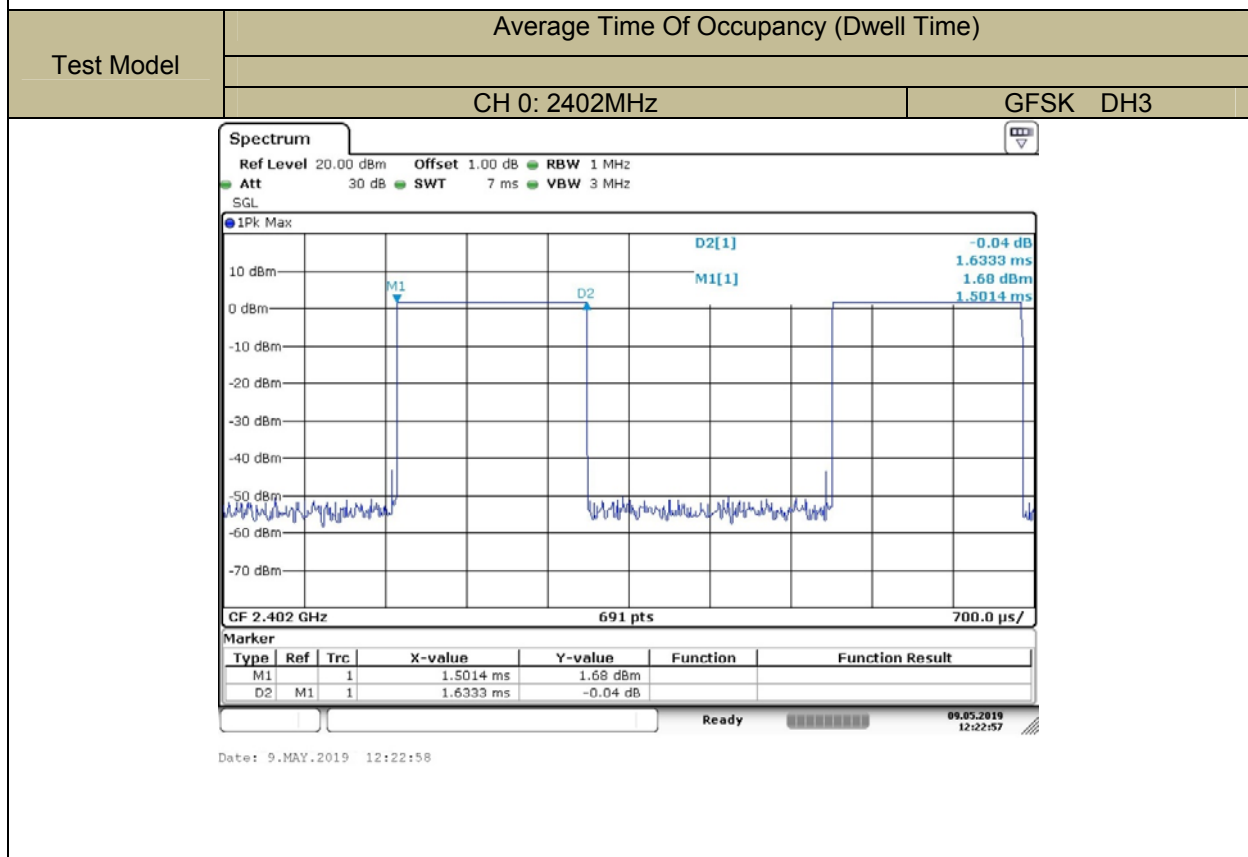 Test Model
Average Time Of Occupancy (Dwell Time)
CH 0: 2402MHz GFSK DH3
Spectrum
Ref Level 20.00 dBm Offset 1.00 dB RBW 1 MHz
Att 30 dB SWT 7 ms VBW 3 MHz
SGL
1Pk Max
D2[1] -0.04 dB
1.6333 ms
M1[1] 1.68 dBm
1.5014 ms
M1
D2
10 dBm
0 dBm
-10 dBm
-20 dBm
-30 dBm
-40 dBm
-50 dBm
-60 dBm
-70 dBm
CF 2.402 GHz 691 pts 700.0 µs/
Marker
Type Ref Trc X-value Y-value Function Function Result
M1 1 1.5014 ms 1.68 dBm
D2 M1 1 1.6333 ms -0.04 dB
Ready 09.05.2019
12:22:57
Date: 9.MAY.2019 12:22:58